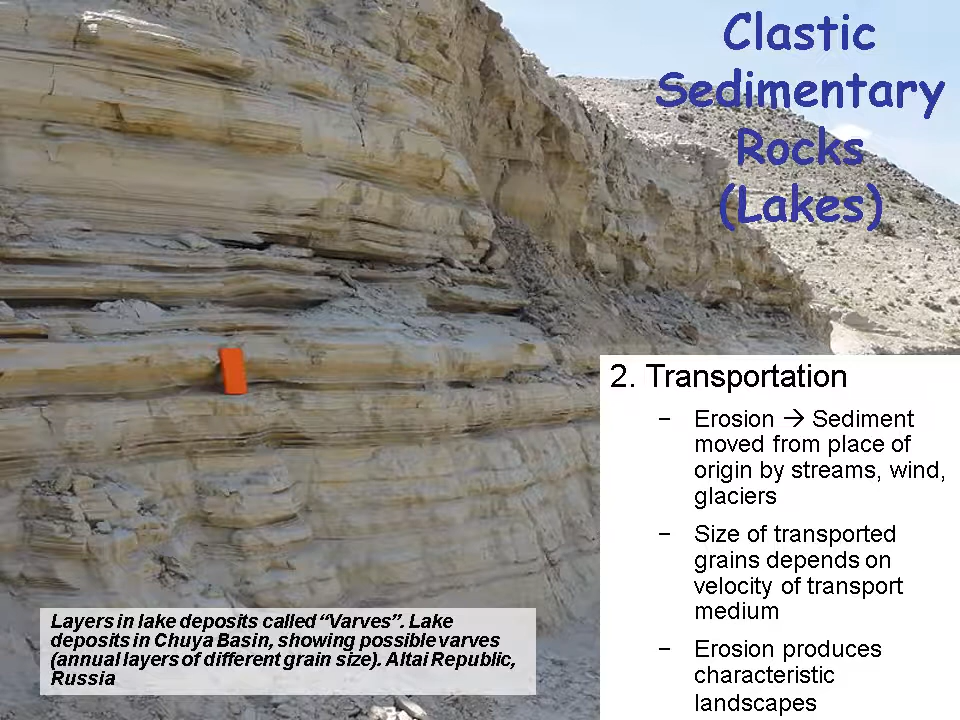 Clastic
Sedimentary
Rocks
(Lakes)
2. Transportation
– Erosion → Sediment
moved from place of
origin by streams, wind,
glaciers
– Size of transported
grains depends on
velocity of transport
medium
– Erosion produces
characteristic
landscapes
Layers in lake deposits called “Varves”. Lake
deposits in Chuya Basin, showing possible varves
(annual layers of different grain size). Altai Republic,
Russia